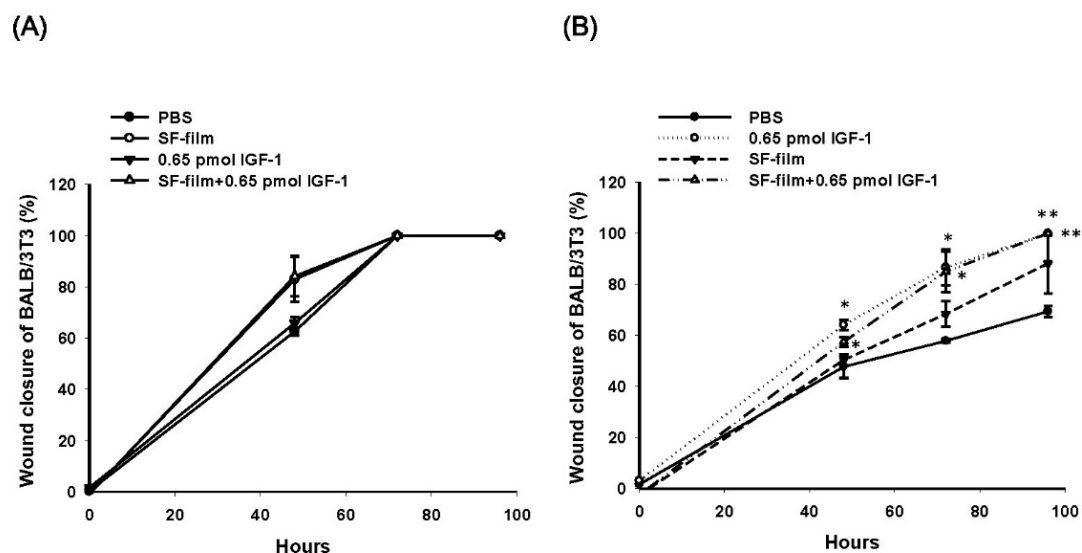 (A)
PBS
SF-film
0.65 pmol IGF-1
SF-film+0.65 pmol IGF-1
120
100
80
60
40
20
0
Wound closure of BALB/3T3 (%)
0 20 40 60 80 100
Hours
(B)
PBS
0.65 pmol IGF-1
SF-film
SF-film+0.65 pmol IGF-1
120
100
80
60
40
20
0
Wound closure of BALB/3T3 (%)
*
*
*
*
**
**
0 20 40 60 80 100
Hours